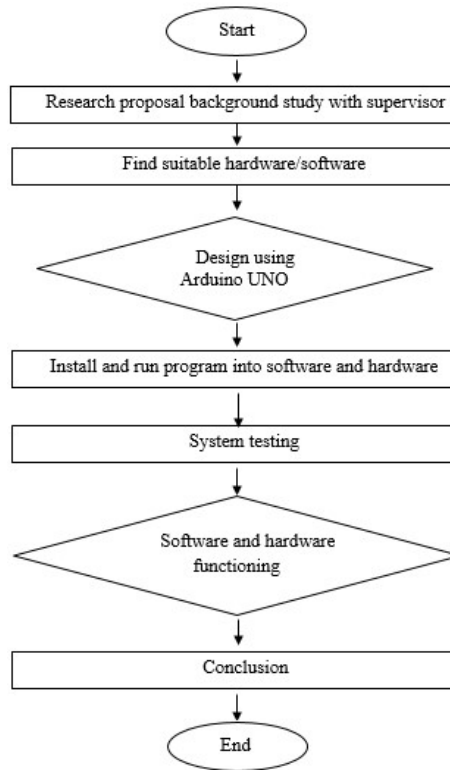 Start
Research proposal background study with supervisor
Find suitable hardware/software
Design using
Arduino UNO
Install and run program into software and hardware
System testing
Software and hardware
functioning
Conclusion
End